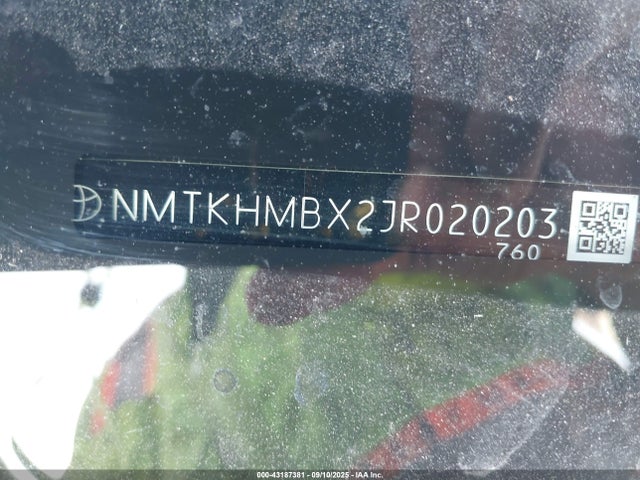 NMTKHMBX2JR020203
760
000-43187381 - 09/10/2025 - IAA Inc.